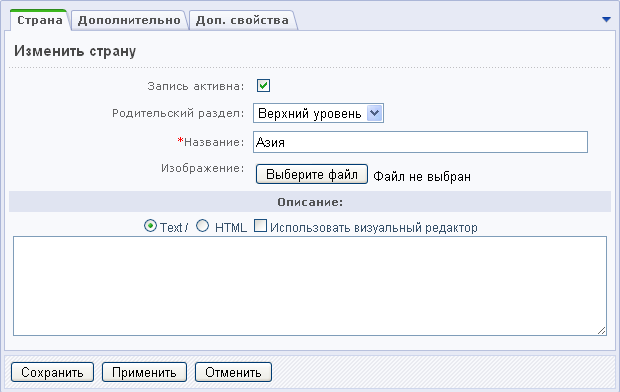 Страна Дополнительно Доп. свойства
Изменить страну
Запись активна:
Родительский раздел: Верхний уровень
*Название: Азия
Изображение: Выберите файл Файл не выбран
Описание:
Text / HTML Использовать визуальный редактор
Сохранить Применить Отменить